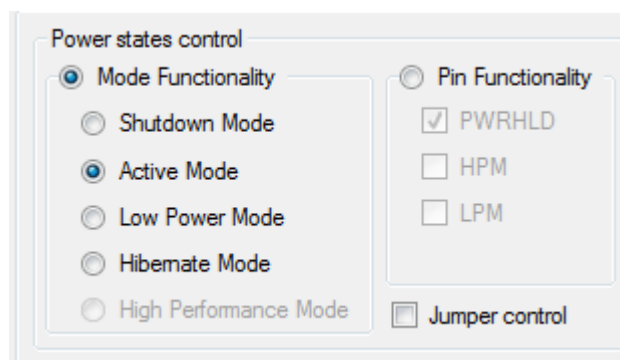 Power states control
Mode Functionality
Shutdown Mode
Active Mode
Low Power Mode
Hibernate Mode
High Performance Mode
Pin Functionality
PWRHLD
HPM
LPM
Jumper control